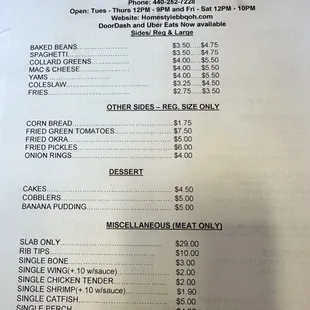 Phone: 440-252-7228
Open: Tues - Thurs 12PM - 9PM and Fri - Sat 12PM - 10PM
Website: Homestylebbqoh.com
DoorDash and Uber Eats Now available
Sides/ Reg & Large
BAKED BEANS $3.50 $4.75
SPAGHETTI $3.50 $4.75
COLLARD GREENS $4.00 $5.50
MAC & CHEESE $4.00 $5.50
YAMS $4.00 $5.50
COLESLAW $3.25 $4.50
FRIES $2.75 $3.50
OTHER SIDES – REG. SIZE ONLY
CORN BREAD $1.75
FRIED GREEN TOMATOES $7.50
FRIED OKRA $5.00
FRIED PICKLES $6.00
ONION RINGS $4.00
DESSERT
CAKES $4.50
COBBLERS $5.00
BANANA PUDDING $5.00
MISCELLANEOUS (MEAT ONLY)
SLAB ONLY $29.00
RIB TIPS $10.00
SINGLE BONE $3.00
SINGLE WING(+.10 w/sauce) $2.00
SINGLE CHICKEN TENDER $2.00
SINGLE SHRIMP(+.10 w/sauce) $1.90
SINGLE CATFISH $5.00
SINGLE PERCH